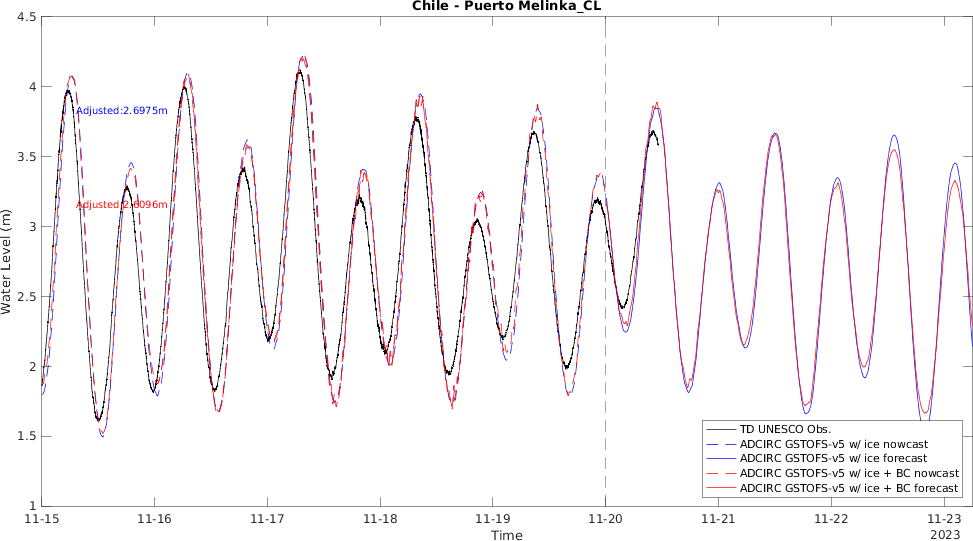 Chile - Puerto Melinka_CL
Water Level (m)
4.5
4
3.5
3
2.5
2
1.5
1
Adjusted:2.6975m
Adjusted:2.6096m
TD UNESCO Obs.
ADCIRC GSTOFS-v5 w/ ice nowcast
ADCIRC GSTOFS-v5 w/ ice forecast
ADCIRC GSTOFS-v5 w/ ice + BC nowcast
ADCIRC GSTOFS-v5 w/ ice + BC forecast
11-15
11-16
11-17
11-18
11-19
11-20
11-21
11-22
11-23
Time
2023